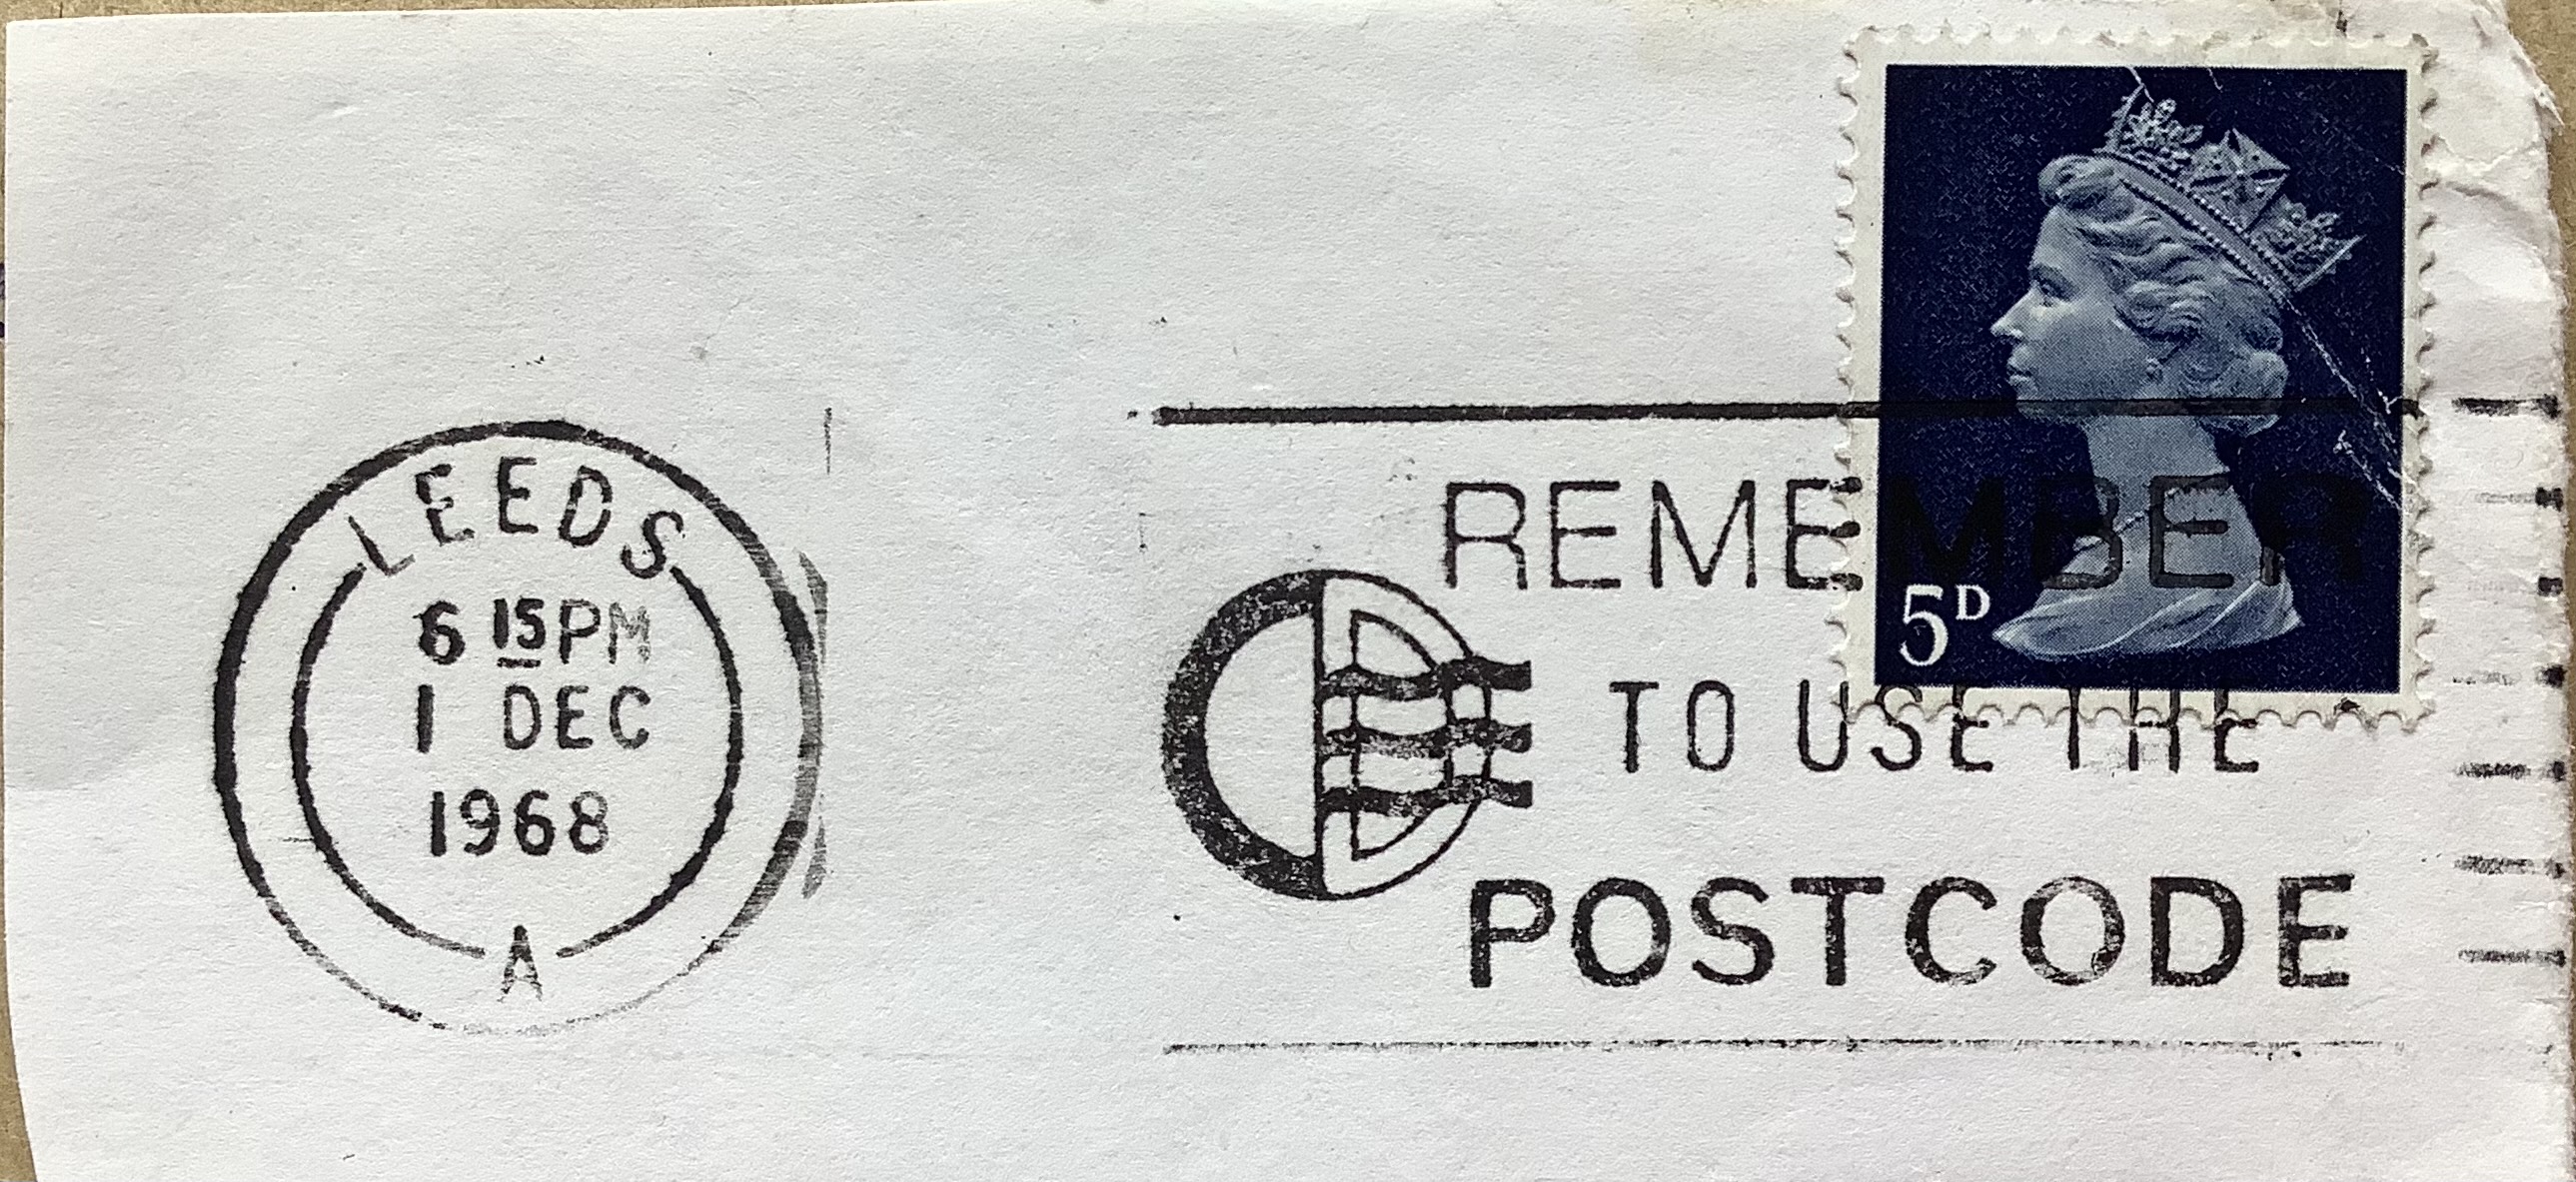 LEEDS
6 15 PM
1 DEC
1968
A
REMEMBER
TO USE THE
POSTCODE
5D